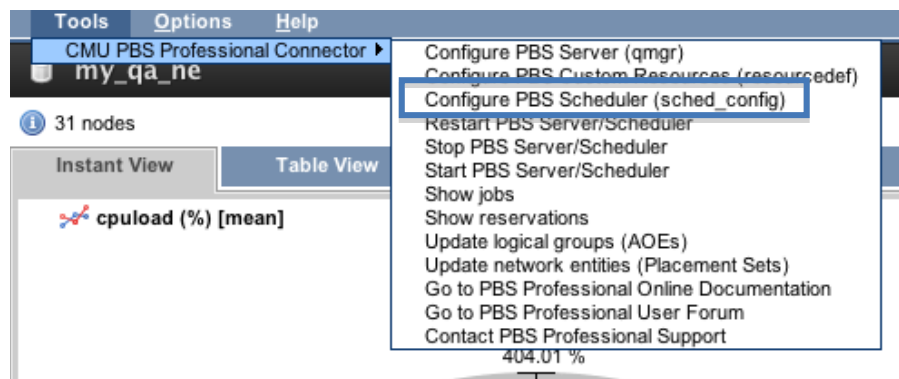 Tools Options Help
CMU PBS Professional Connector
my_qa_ne
31 nodes
Instant View Table View
cpuload (%) [mean]
Configure PBS Server (qmgr)
Configure PBS Custom Resources (resourcedef)
Configure PBS Scheduler (sched_config)
Restart PBS Server/Scheduler
Stop PBS Server/Scheduler
Start PBS Server/Scheduler
Show jobs
Show reservations
Update logical groups (AOEs)
Update network entities (Placement Sets)
Go to PBS Professional Online Documentation
Go to PBS Professional User Forum
Contact PBS Professional Support
404.01 %